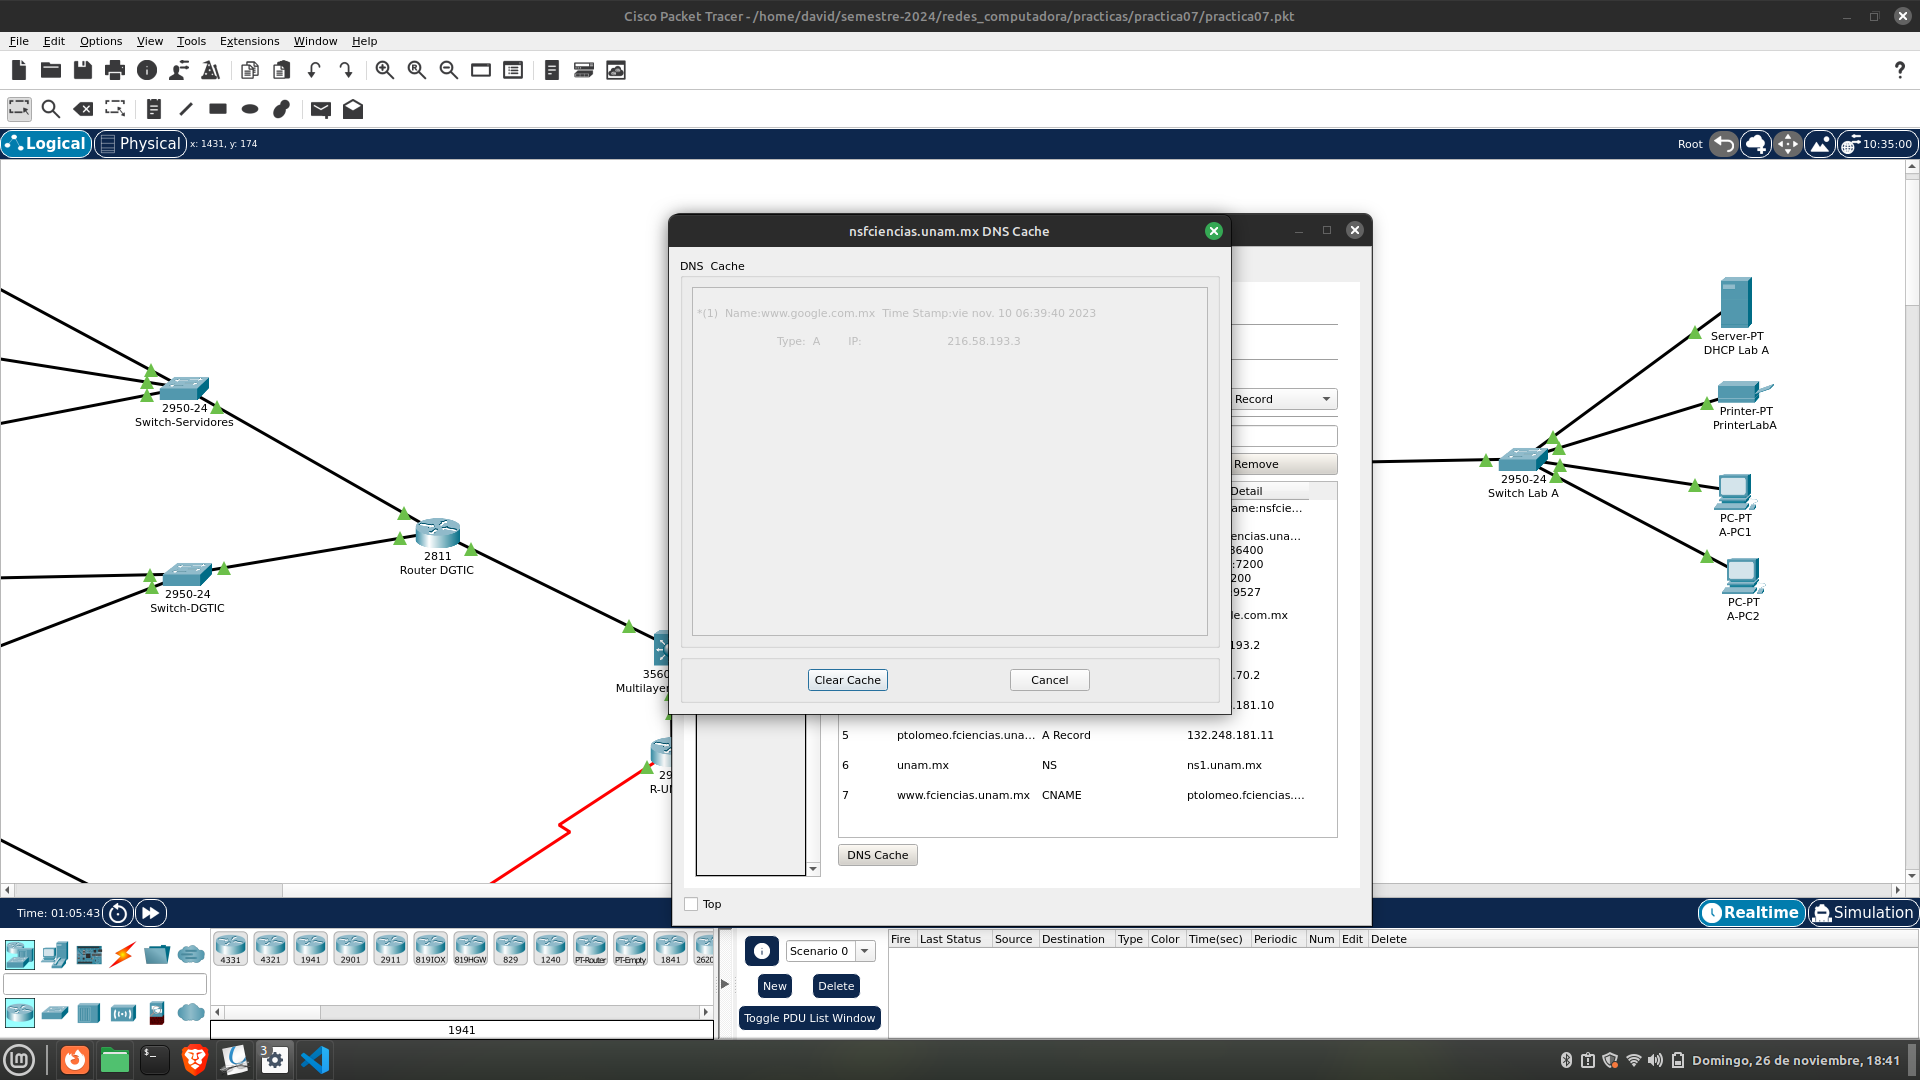 Cisco Packet Tracer - /home/david/semestre-2024/redes_computadora/practicas/practica07/practica07.pkt
File Edit Options View Tools Extensions Window Help
?
Logical Physical x: 1431, y: 174
Root 10:35:00
nsfciencias.unam.mx DNS Cache
DNS Cache
*(1) Name:www.google.com.mx Time Stamp:vie nov. 10 06:39:40 2023
Type: A IP: 216.58.193.3
Clear Cache Cancel
Record
Remove
Detail
ame:nsfcie...
encias.una...
36400
:7200
200
9527
le.com.mx
193.2
.70.2
.181.10
5 ptolomeo.fciencias.una... A Record 132.248.181.11
6 unam.mx NS ns1.unam.mx
7 www.fciencias.unam.mx CNAME ptolomeo.fciencias....
DNS Cache
Top
2950-24
Switch-Servidores
2811
Router DGTIC
2950-24
Switch-DGTIC
3560
Multilayer
29
R-U
Server-PT
DHCP Lab A
Printer-PT
PrinterLabA
2950-24
Switch Lab A
PC-PT
A-PC1
PC-PT
A-PC2
Time: 01:05:43
Realtime Simulation
4331 4321 1941 2901 2911 819IOX 819HGW 829 1240 PT-Router PT-Empty 1841 2620
1941
Scenario 0
New Delete
Toggle PDU List Window
Fire Last Status Source Destination Type Color Time(sec) Periodic Num Edit Delete
3
Domingo, 26 de noviembre, 18:41